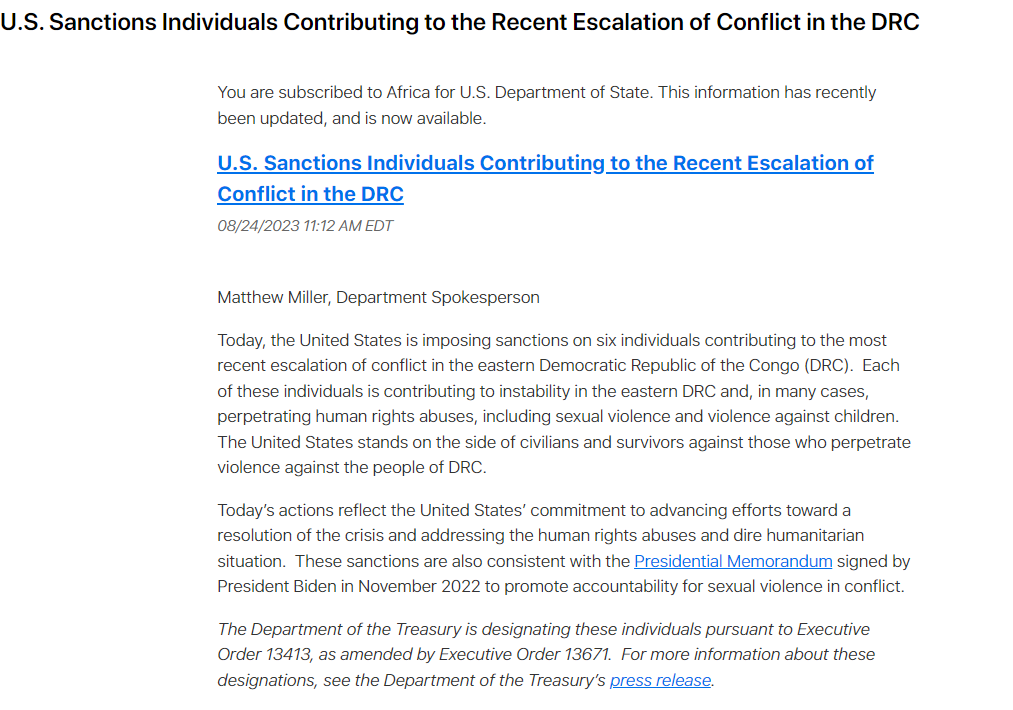 U.S. Sanctions Individuals Contributing to the Recent Escalation of Conflict in the DRC
You are subscribed to Africa for U.S. Department of State. This information has recently
been updated, and is now available.
U.S. Sanctions Individuals Contributing to the Recent Escalation of
Conflict in the DRC
08/24/2023 11:12 AM EDT
Matthew Miller, Department Spokesperson
Today, the United States is imposing sanctions on six individuals contributing to the most
recent escalation of conflict in the eastern Democratic Republic of the Congo (DRC).  Each
of these individuals is contributing to instability in the eastern DRC and, in many cases,
perpetrating human rights abuses, including sexual violence and violence against children.
The United States stands on the side of civilians and survivors against those who perpetrate
violence against the people of DRC.
Today’s actions reflect the United States’ commitment to advancing efforts toward a
resolution of the crisis and addressing the human rights abuses and dire humanitarian
situation.  These sanctions are also consistent with the Presidential Memorandum signed by
President Biden in November 2022 to promote accountability for sexual violence in conflict.
The Department of the Treasury is designating these individuals pursuant to Executive
Order 13413, as amended by Executive Order 13671.  For more information about these
designations, see the Department of the Treasury’s press release.